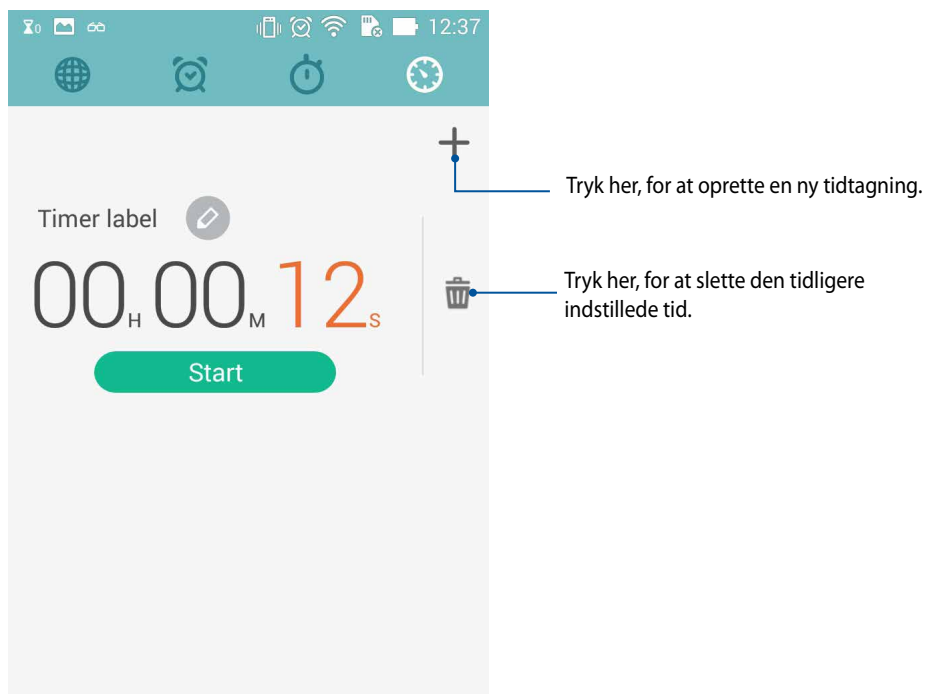 0 12:37
Tryk her, for at oprette en ny tidtagning.
Timer label
00H 00M 12S
Tryk her, for at slette den tidligere
indstillede tid.
Start